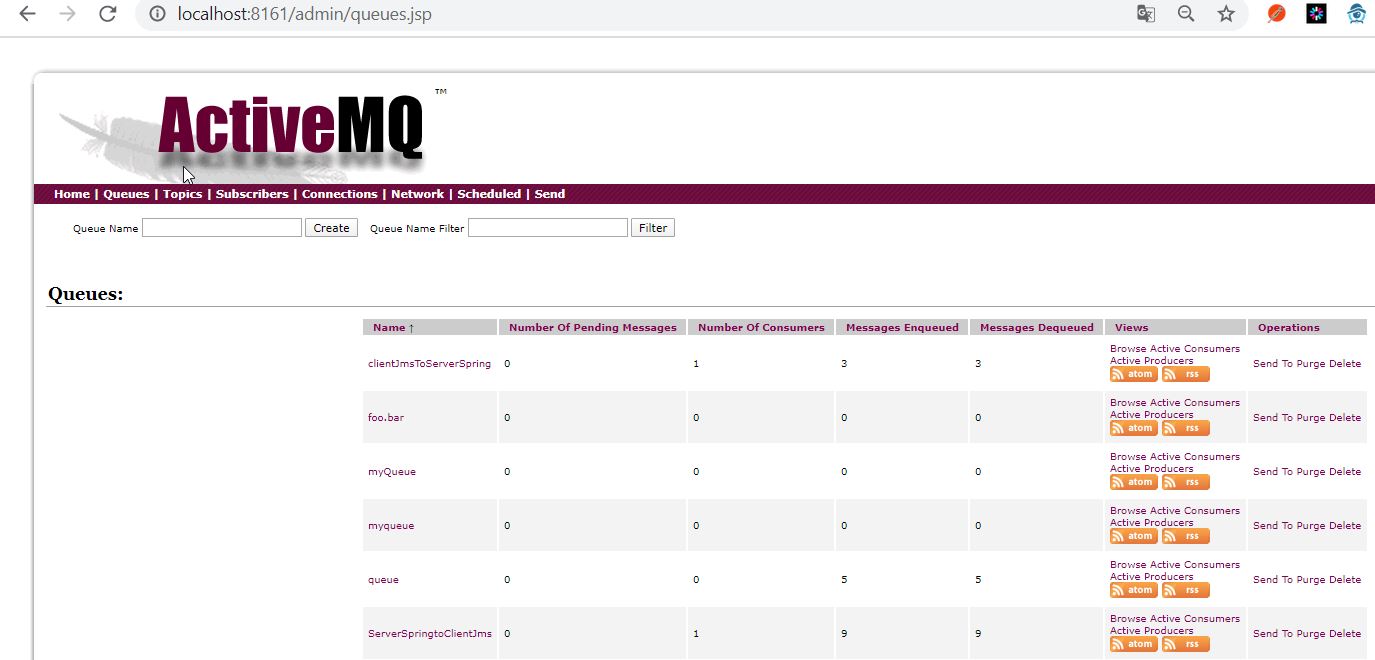 localhost:8161/admin/queues.jsp
ActiveMQ ™
Home | Queues | Topics | Subscribers | Connections | Network | Scheduled | Send
Queue Name Create Queue Name Filter Filter
Queues:
Name ↑ Number Of Pending Messages Number Of Consumers Messages Enqueued Messages Dequeued Views Operations
clientJmsToServerSpring 0 1 3 3 Browse Active Consumers Active Producers atom rss Send To Purge Delete
foo.bar 0 0 0 0 Browse Active Consumers Active Producers atom rss Send To Purge Delete
myQueue 0 0 0 0 Browse Active Consumers Active Producers atom rss Send To Purge Delete
myqueue 0 0 0 0 Browse Active Consumers Active Producers atom rss Send To Purge Delete
queue 0 0 5 5 Browse Active Consumers Active Producers atom rss Send To Purge Delete
ServerSpringtoClientJms 0 1 9 9 Browse Active Consumers Active Producers atom rss Send To Purge Delete